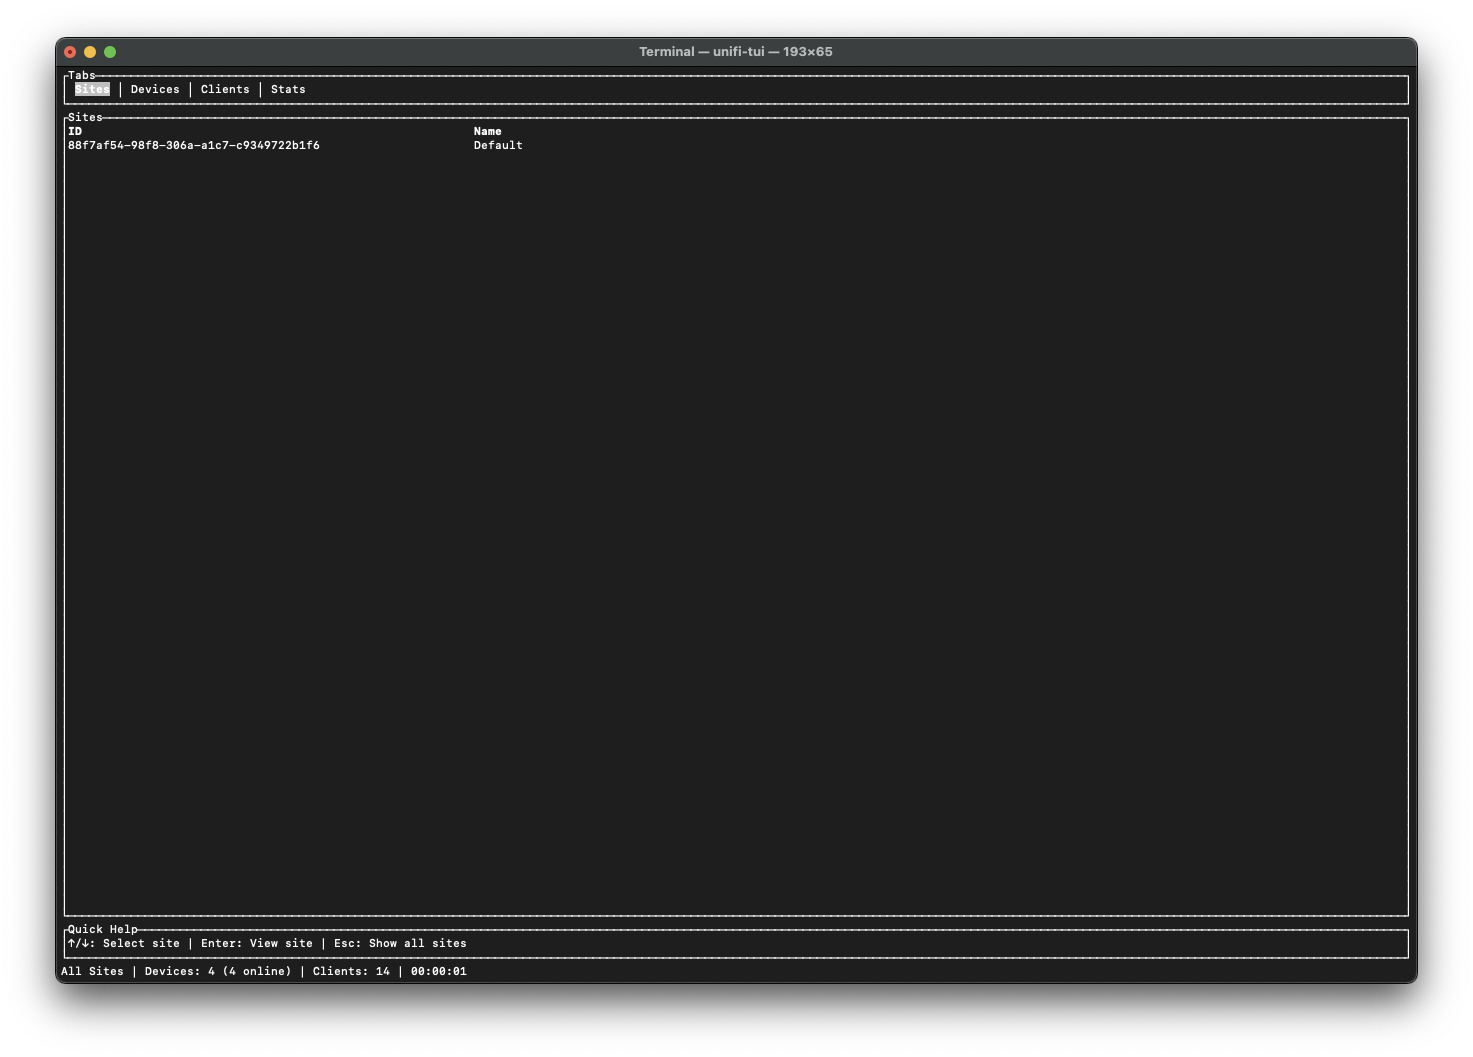 Terminal — unifi-tui — 193×65
Tabs
Sites | Devices | Clients | Stats
Sites
ID Name
88f7af54-98f8-306a-a1c7-c9349722b1f6 Default
Quick Help
↑/↓: Select site | Enter: View site | Esc: Show all sites
All Sites | Devices: 4 (4 online) | Clients: 14 | 00:00:01